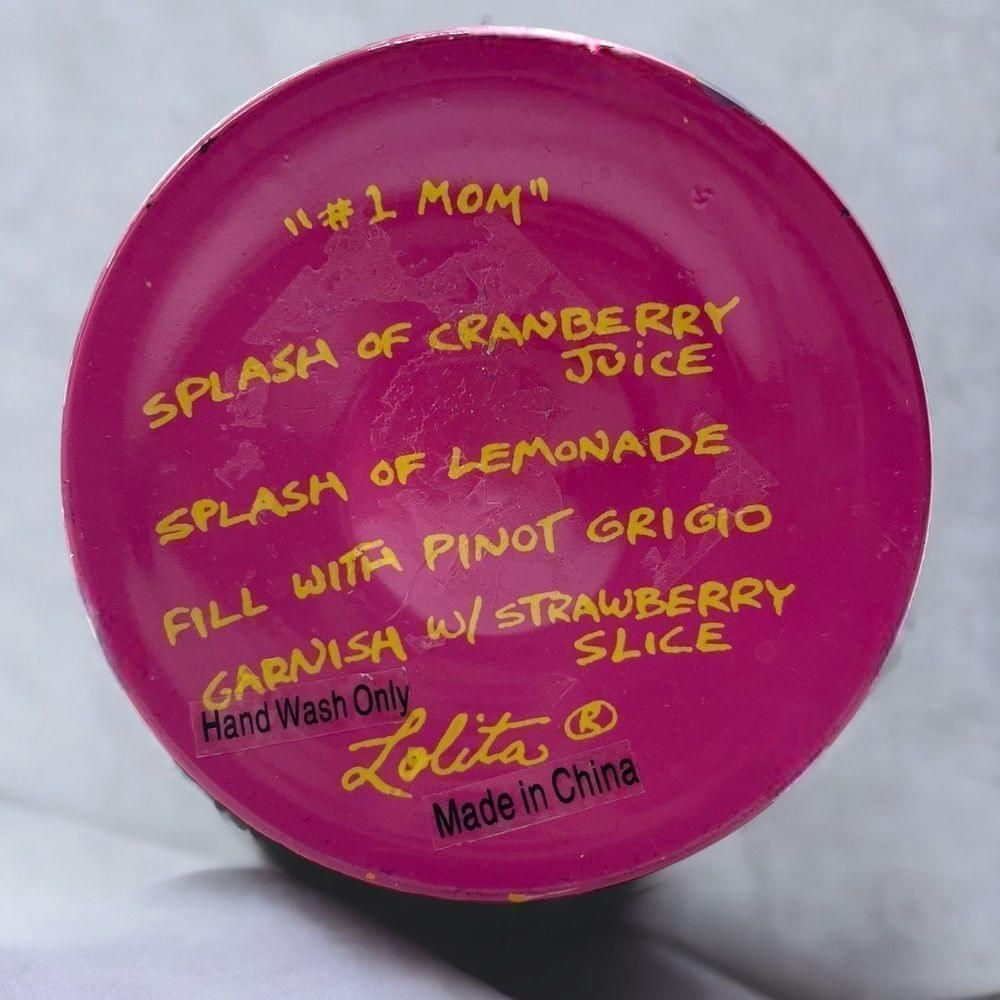 "#1 MOM"
SPLASH OF CRANBERRY
JUICE
SPLASH OF LEMONADE
FILL WITH PINOT GRIGIO
GARNISH W/ STRAWBERRY
SLICE
Hand Wash Only
Lolita ®
Made in China